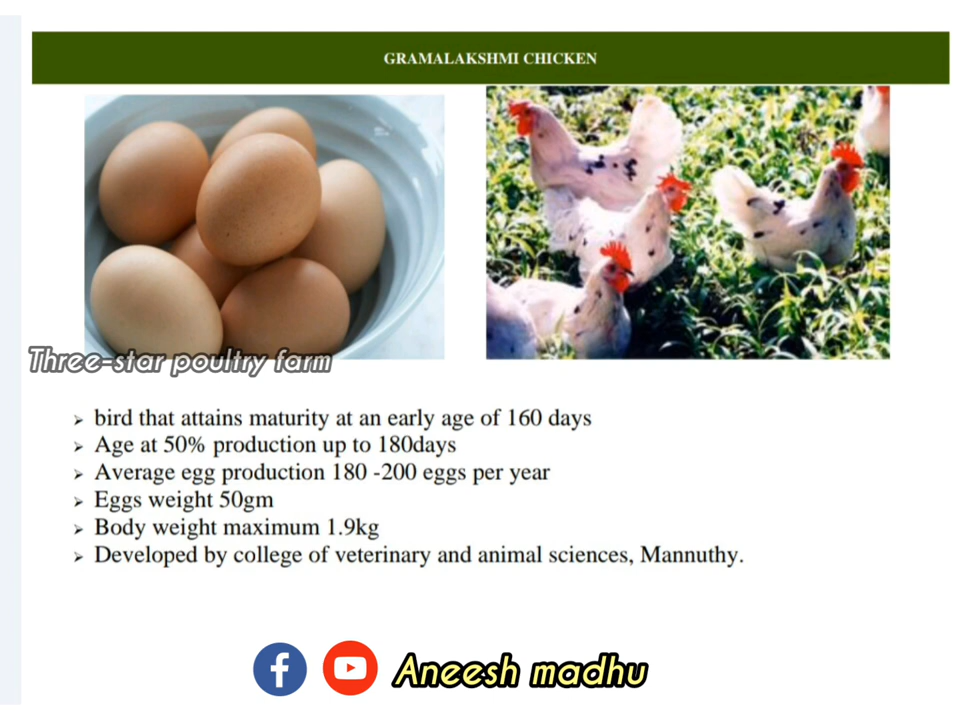 GRAMALAKSHMI CHICKEN
Three-star poultry farm
bird that attains maturity at an early age of 160 days
Age at 50% production up to 180days
Average egg production 180 -200 eggs per year
Eggs weight 50gm
Body weight maximum 1.9kg
Developed by college of veterinary and animal sciences, Mannuthy.
Aneesh madhu